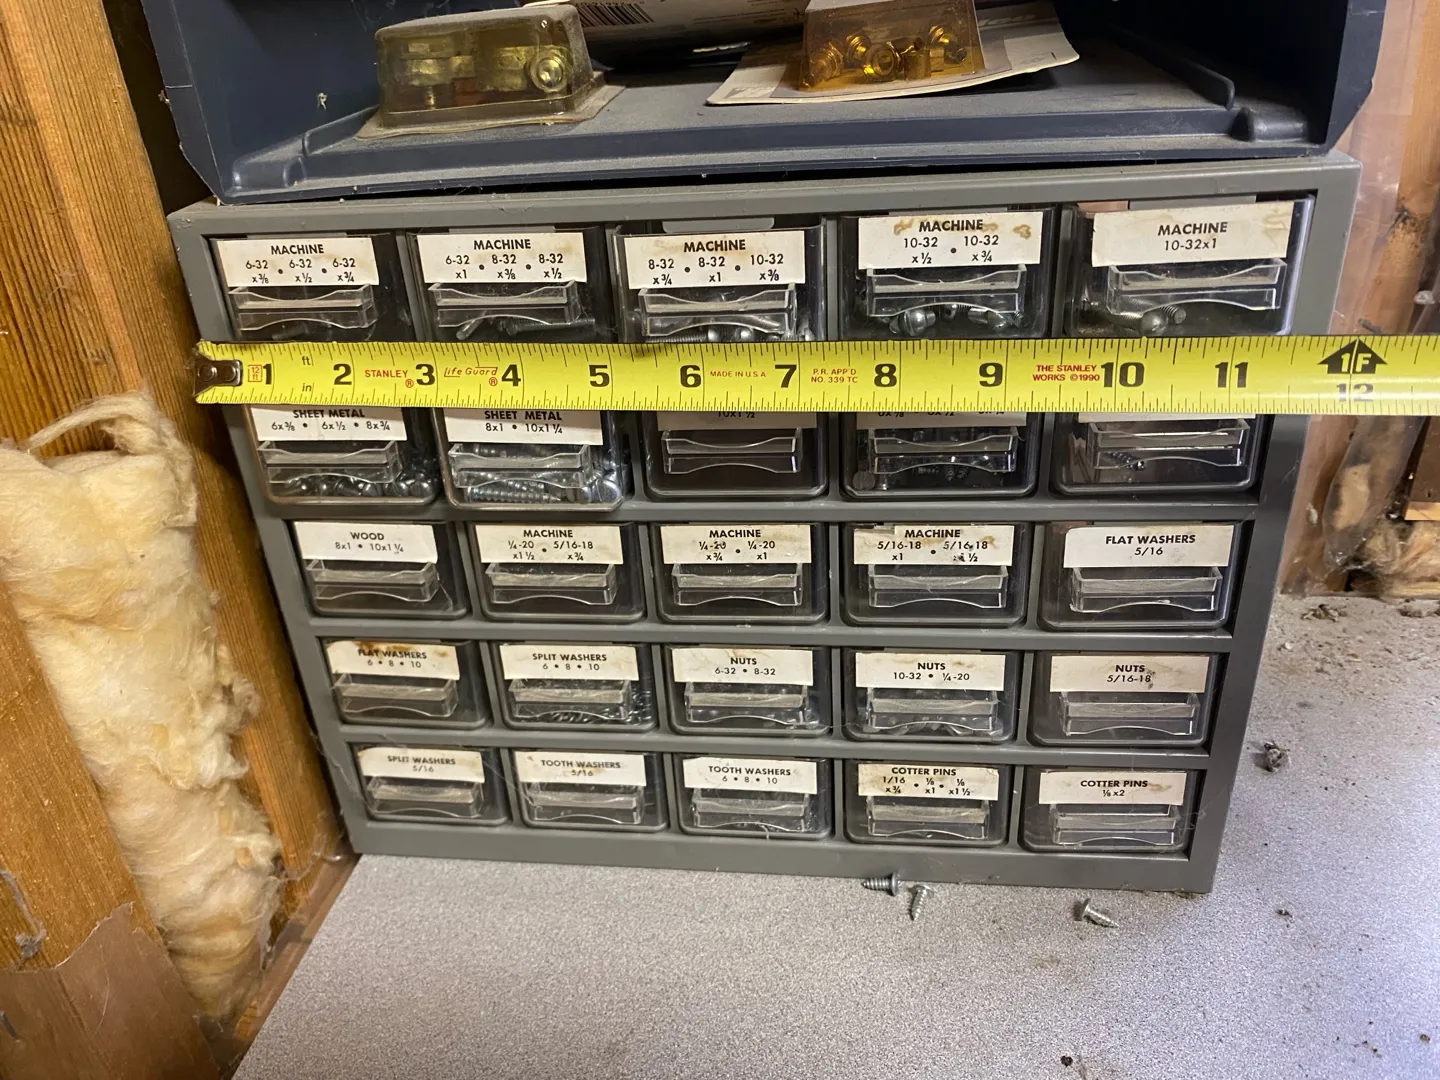 MACHINE
6-32 • 6-32 • 6-32
x⅜ x½ x¾
MACHINE
6-32 • 8-32 • 8-32
x1 x⅜ x½
MACHINE
8-32 • 8-32 • 10-32
x¾ x1 x⅜
MACHINE
10-32 • 10-32
x½ x¾
MACHINE
10-32x1
12 ft 1 ft in 2 STANLEY ® 3 Life Guard ® 4 5 6 MADE IN U.S.A. 7 P.R. APP'D NO. 339 TC 8 9 THE STANLEY WORKS ©1990 10 11 1F 12
SHEET METAL
6x⅜ • 6x½ • 8x¾
SHEET METAL
8x1 • 10x1¼
10x1½
WOOD
8x1 • 10x1¼
MACHINE
¼-20 • 5/16-18
x1½ x¾
MACHINE
¼-20 • ¼-20
x¾ x1
MACHINE
5/16-18 • 5/16-18
x1 1½
FLAT WASHERS
5/16
FLAT WASHERS
6 • 8 • 10
SPLIT WASHERS
6 • 8 • 10
NUTS
6-32 • 8-32
NUTS
10-32 • ¼-20
NUTS
5/16-18
SPLIT WASHERS
5/16
TOOTH WASHERS
5/16
TOOTH WASHERS
6 • 8 • 10
COTTER PINS
1/16 • ⅛ • ⅛
x¾ x1 x1½
COTTER PINS
⅛x2